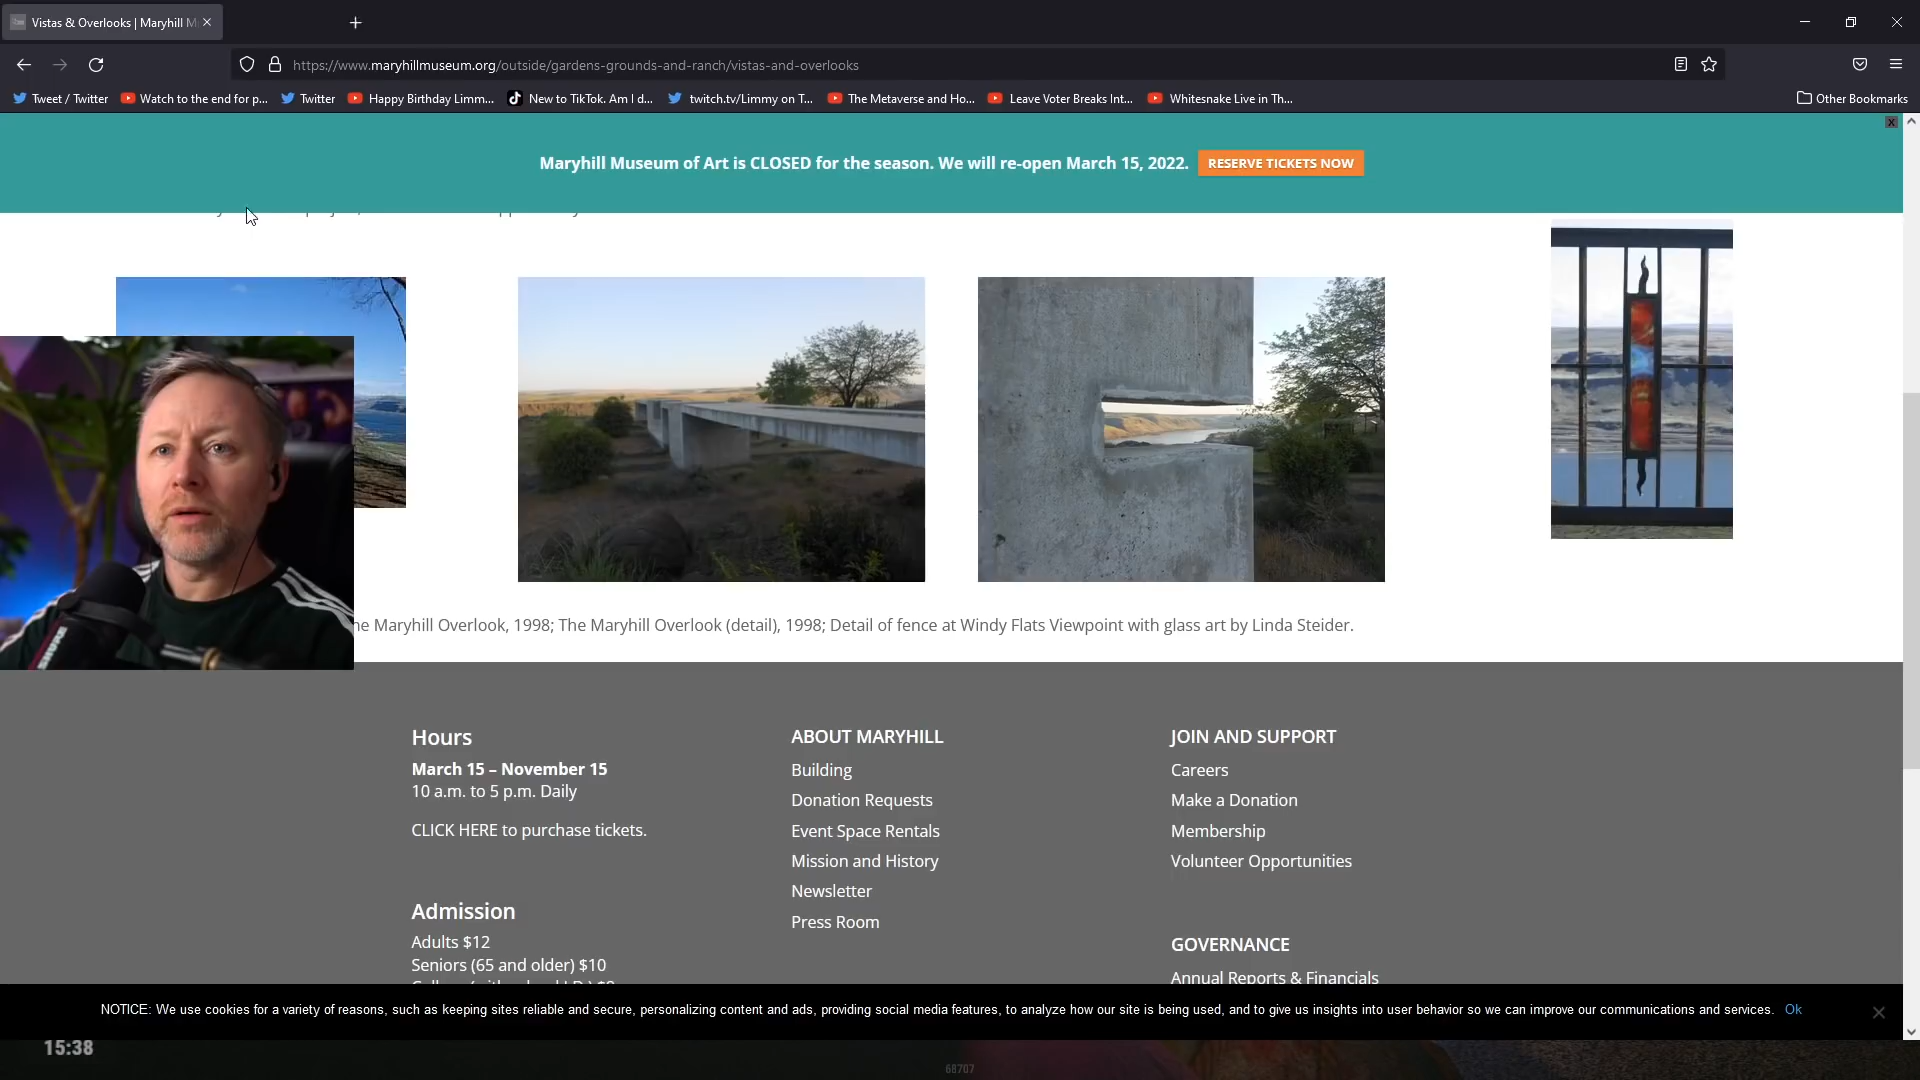 Vistas & Overlooks | Maryhill M
https://www.maryhillmuseum.org/outside/gardens-grounds-and-ranch/vistas-and-overlooks
Tweet / Twitter
Watch to the end for p...
Twitter
Happy Birthday Limm...
New to TikTok. Am I d...
twitch.tv/Limmy on T...
The Metaverse and Ho...
Leave Voter Breaks Int...
Whitesnake Live in Th...
Other Bookmarks
X
Maryhill Museum of Art is CLOSED for the season. We will re-open March 15, 2022.
RESERVE TICKETS NOW
Maryhill Overlook, 1998; The Maryhill Overlook (detail), 1998; Detail of fence at Windy Flats Viewpoint with glass art by Linda Steider.
Hours
March 15 – November 15
10 a.m. to 5 p.m. Daily
CLICK HERE to purchase tickets.
Admission
Adults $12
Seniors (65 and older) $10
ABOUT MARYHILL
Building
Donation Requests
Event Space Rentals
Mission and History
Newsletter
Press Room
JOIN AND SUPPORT
Careers
Make a Donation
Membership
Volunteer Opportunities
GOVERNANCE
Annual Reports & Financials
NOTICE: We use cookies for a variety of reasons, such as keeping sites reliable and secure, personalizing content and ads, providing social media features, to analyze how our site is being used, and to give us insights into user behavior so we can improve our communications and services.
Ok
15:38
68707